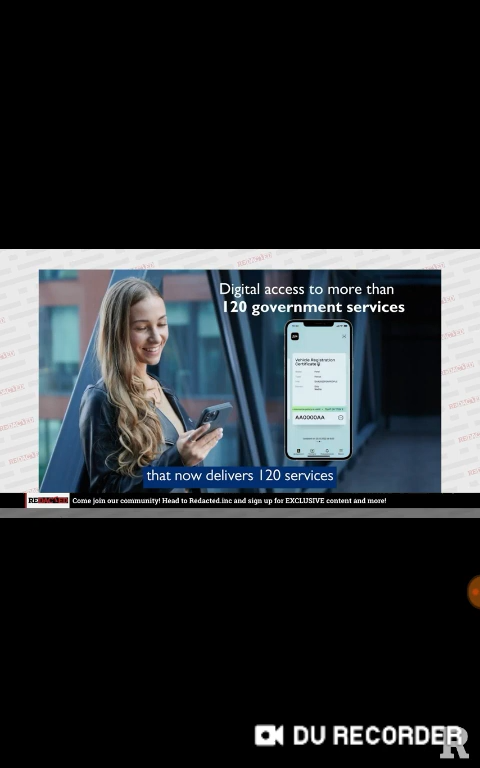 Digital access to more than
120 government services
Vehicle Registration
Certificate
AA0000AA
that now delivers 120 services
REDACTED
Come join our community! Head to Redacted.inc and sign up for EXCLUSIVE content and more!
DU RECORDER
R